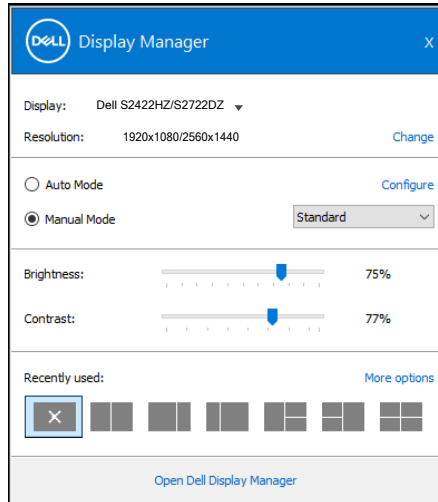 DELL Display Manager X
Display: Dell S2422HZ/S2722DZ
Resolution: 1920x1080/2560x1440 Change
Auto Mode Configure
Manual Mode Standard
Brightness: 75%
Contrast: 77%
Recently used: More options
Open Dell Display Manager